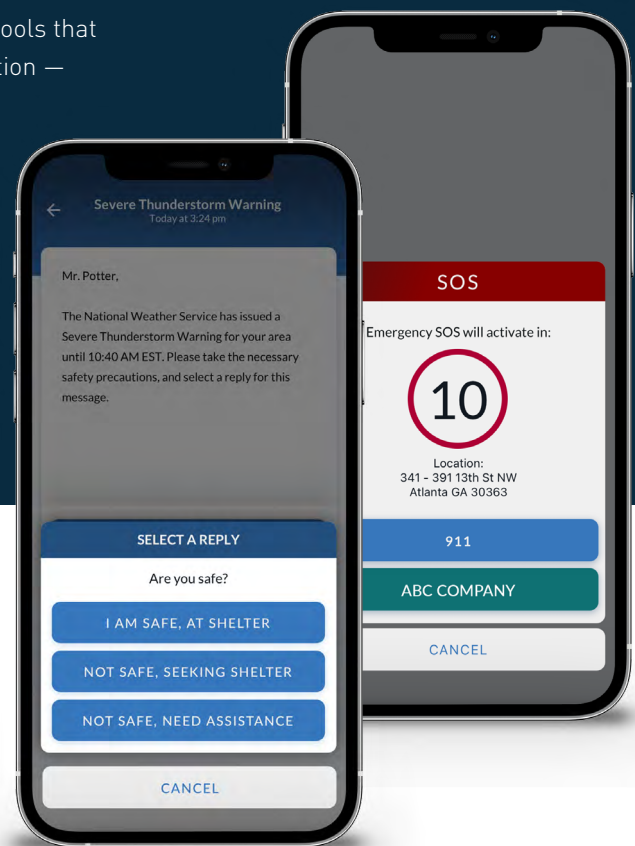 ools that
tion —
Severe Thunderstorm Warning
Today at 3:24 pm
Mr. Potter,
The National Weather Service has issued a
Severe Thunderstorm Warning for your area
until 10:40 AM EST. Please take the necessary
safety precautions, and select a reply for this
message.
SELECT A REPLY
Are you safe?
I AM SAFE, AT SHELTER
NOT SAFE, SEEKING SHELTER
NOT SAFE, NEED ASSISTANCE
CANCEL
SOS
Emergency SOS will activate in:
10
Location:
341 - 391 13th St NW
Atlanta GA 30363
911
ABC COMPANY
CANCEL